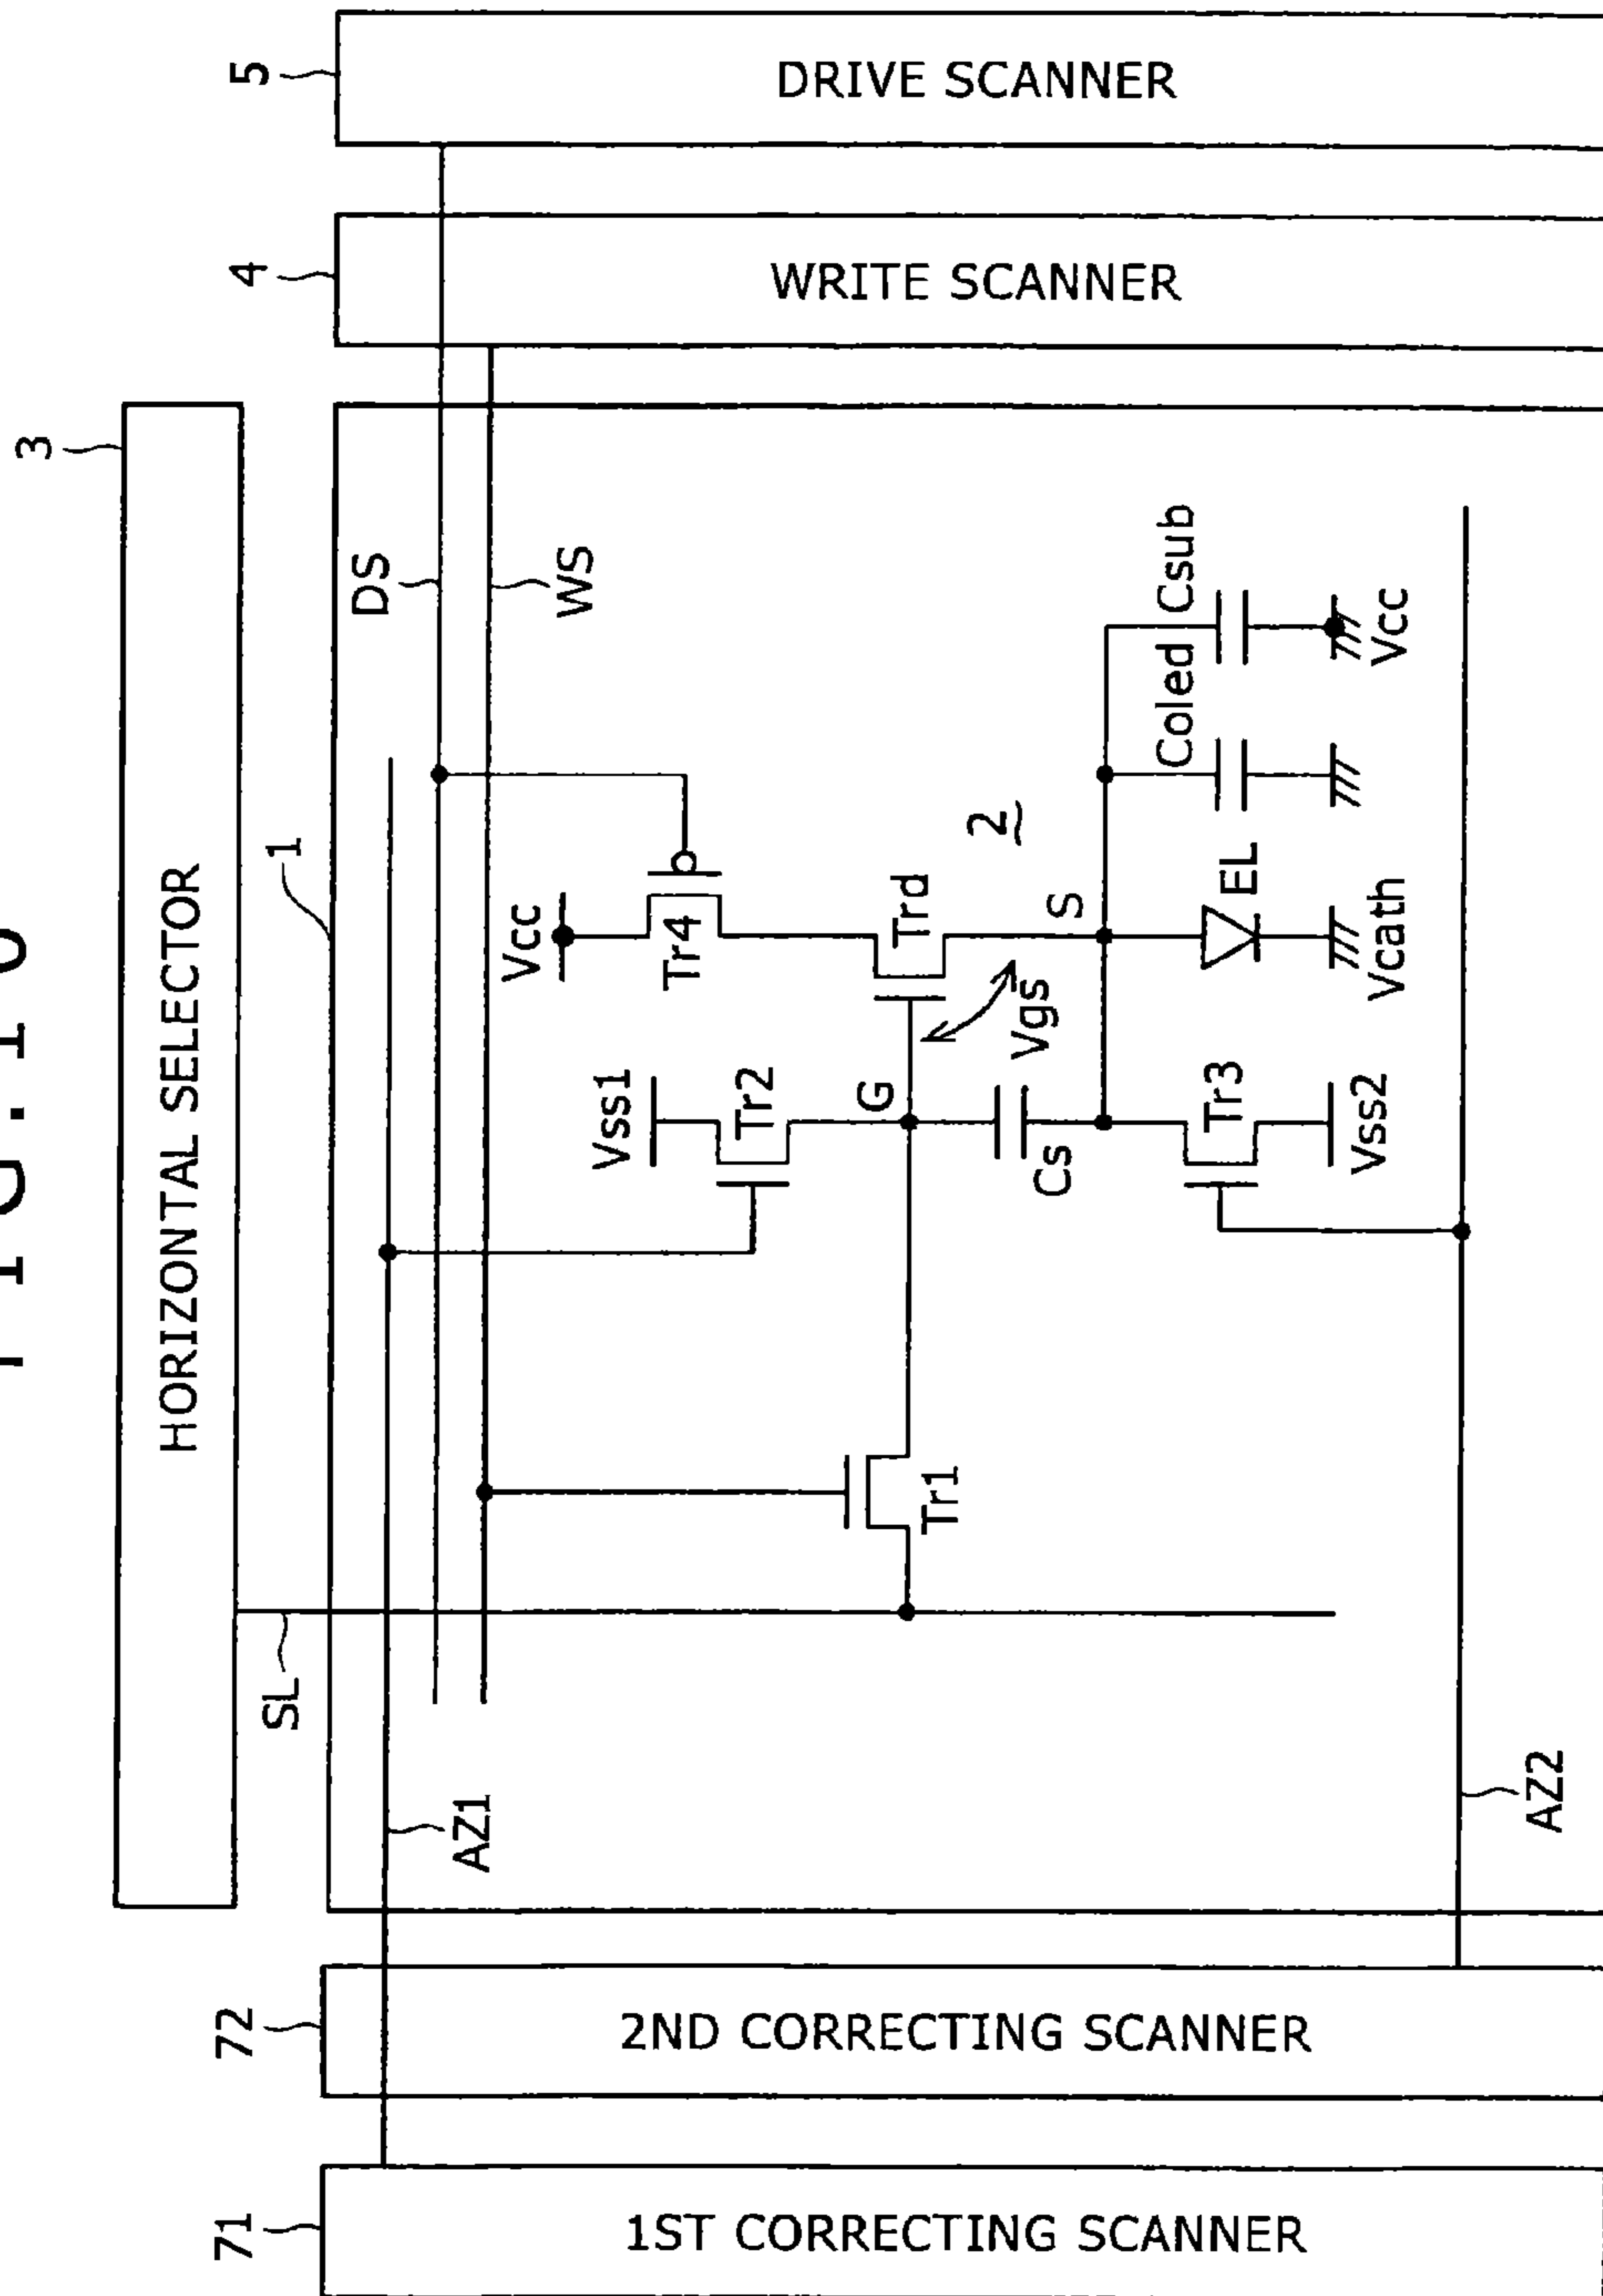 HORIZONTAL SELECTOR
3
5
DRIVE SCANNER
4
WRITE SCANNER
1
DS
WS
SL
AZ1
Vcc
Tr4
Vss1
Tr2
G
Trd
Vgs
S
2
Tr1
Cs
Tr3
Vss2
EL
Vcath
Coled
Csub
Vcc
AZ2
72
2ND CORRECTING SCANNER
71
1ST CORRECTING SCANNER